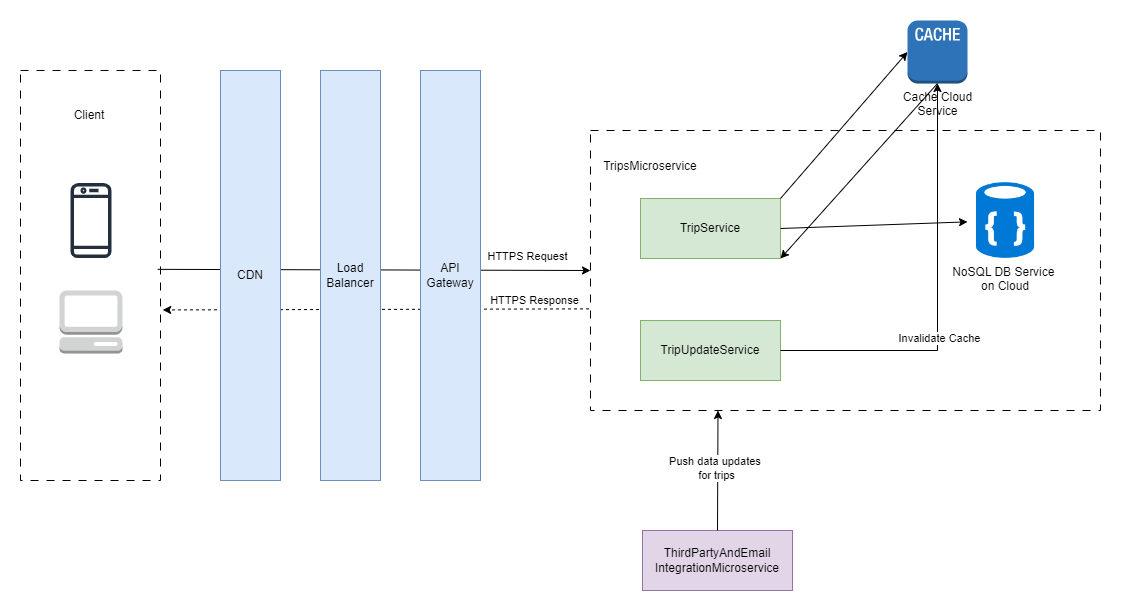 CACHE
Cache Cloud
Service
Client
TripsMicroservice
TripService
CDN
Load
Balancer
API
Gateway
HTTPS Request
HTTPS Response
NoSQL DB Service
on Cloud
{ }
TripUpdateService
Invalidate Cache
Push data updates
for trips
ThirdPartyAndEmail
IntegrationMicroservice